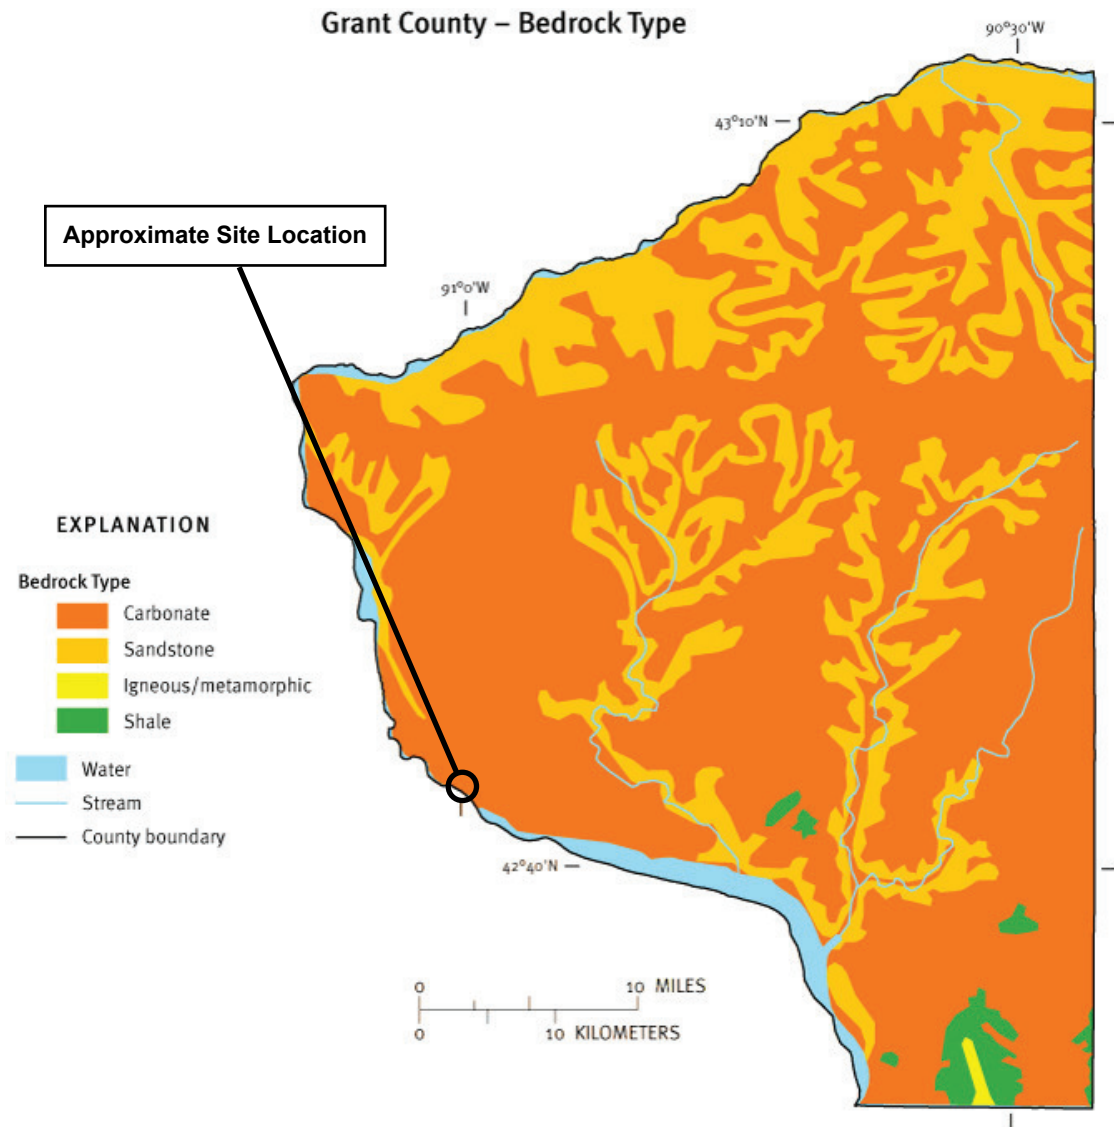 Grant County – Bedrock Type
90°30'W
43°10'N
Approximate Site Location
91°0'W
EXPLANATION
Bedrock Type
Carbonate
Sandstone
Igneous/metamorphic
Shale
Water
Stream
County boundary
42°40'N
0 10 MILES
0 10 KILOMETERS